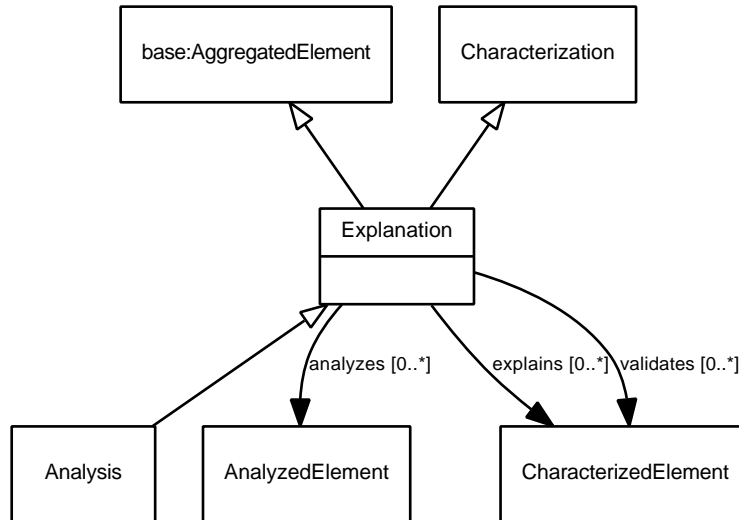 base:AggregatedElement
Characterization
Explanation
analyzes [0..*]
explains [0..*]
validates [0..*]
Analysis
AnalyzedElement
CharacterizedElement